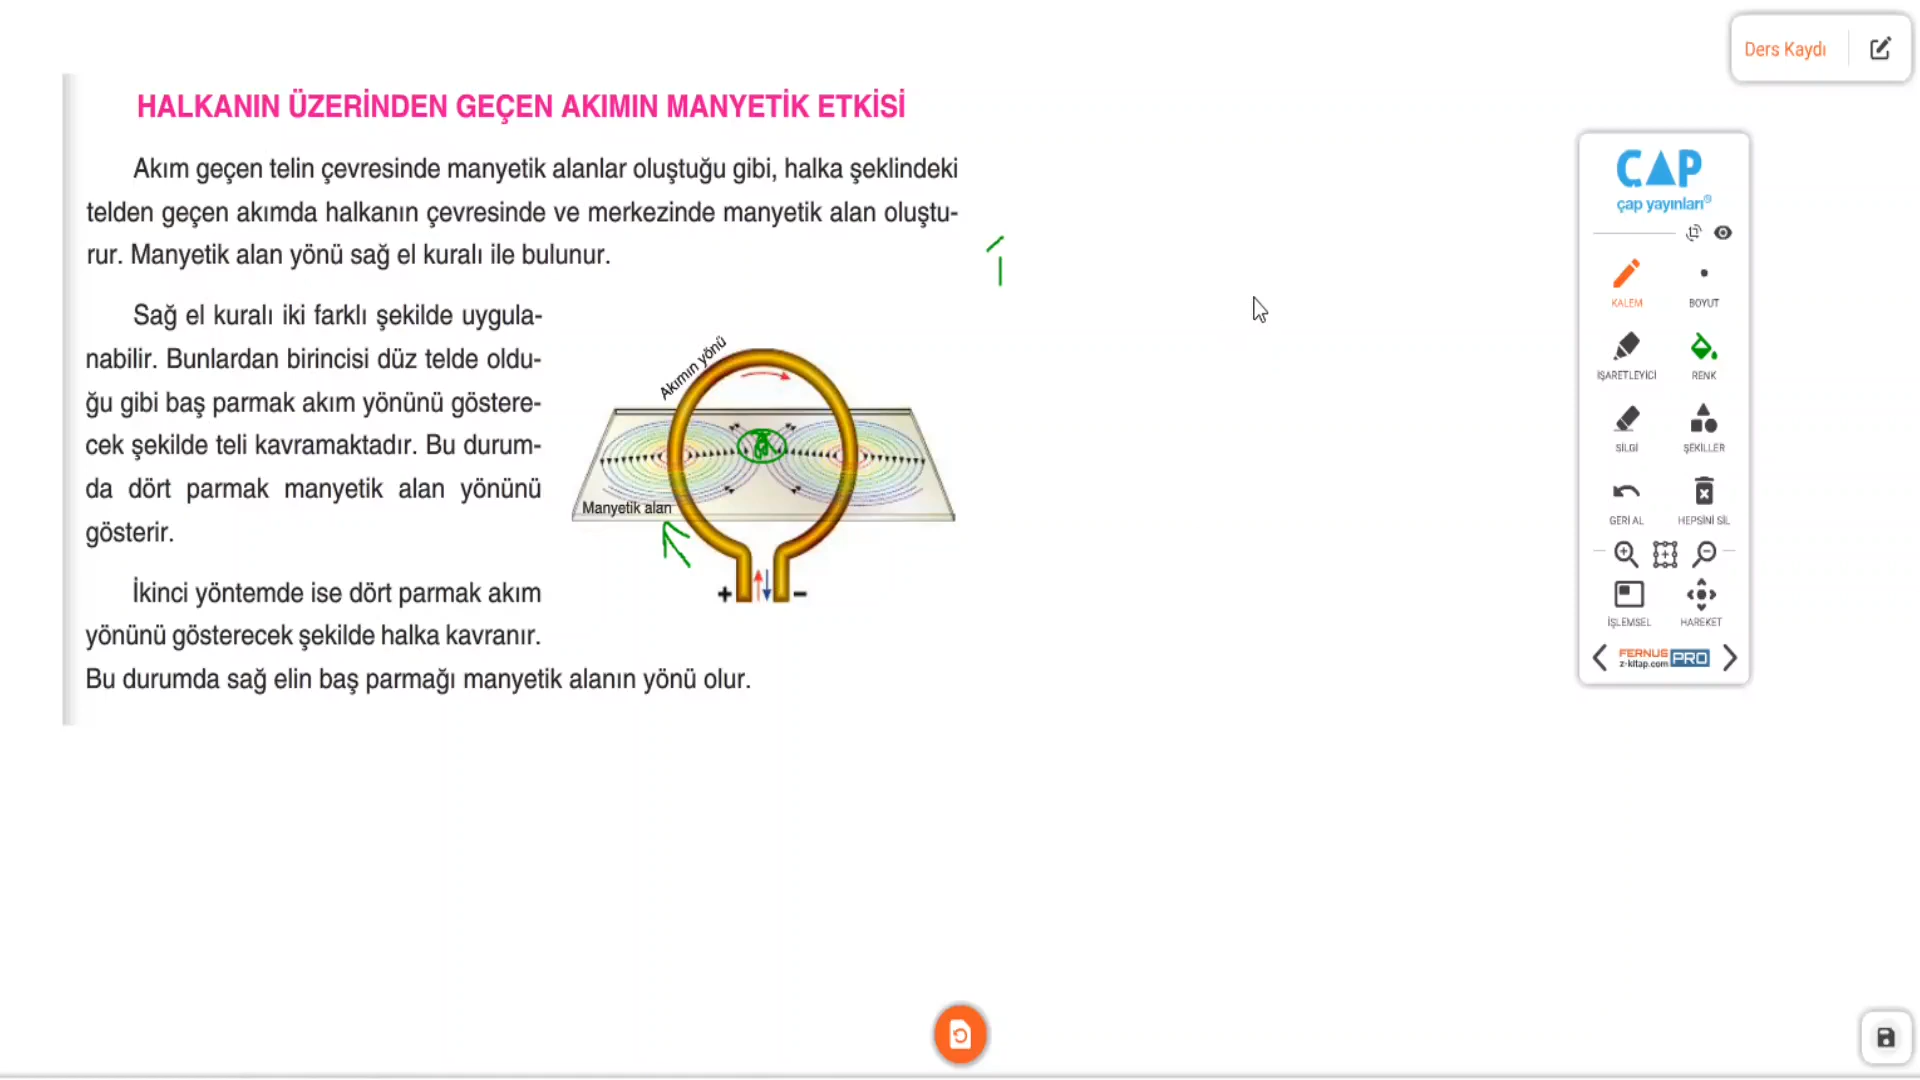 Ders Kaydı
HALKANIN ÜZERİNDEN GEÇEN AKIMIN MANYETİK ETKİSİ
Akım geçen telin çevresinde manyetik alanlar oluştuğu gibi, halka şeklindeki
telden geçen akımda halkanın çevresinde ve merkezinde manyetik alan oluştu-
rur. Manyetik alan yönü sağ el kuralı ile bulunur.
Sağ el kuralı iki farklı şekilde uygula-
nabilir. Bunlardan birincisi düz telde oldu-
ğu gibi baş parmak akım yönünü göstere-
cek şekilde teli kavramaktadır. Bu durum-
da dört parmak manyetik alan yönünü
gösterir.
İkinci yöntemde ise dört parmak akım
yönünü gösterecek şekilde halka kavranır.
Bu durumda sağ elin baş parmağı manyetik alanın yönü olur.
Akımın yönü
Manyetik alan
+ −
ÇAP
çap yayınları
KALEM BOYUT
İŞARETLEYİCİ RENK
SİLGİ ŞEKİLLER
GERİ AL HEPSİNİ SİL
İŞLEMSEL HAREKET
FERNUS
z-kitap.com PRO